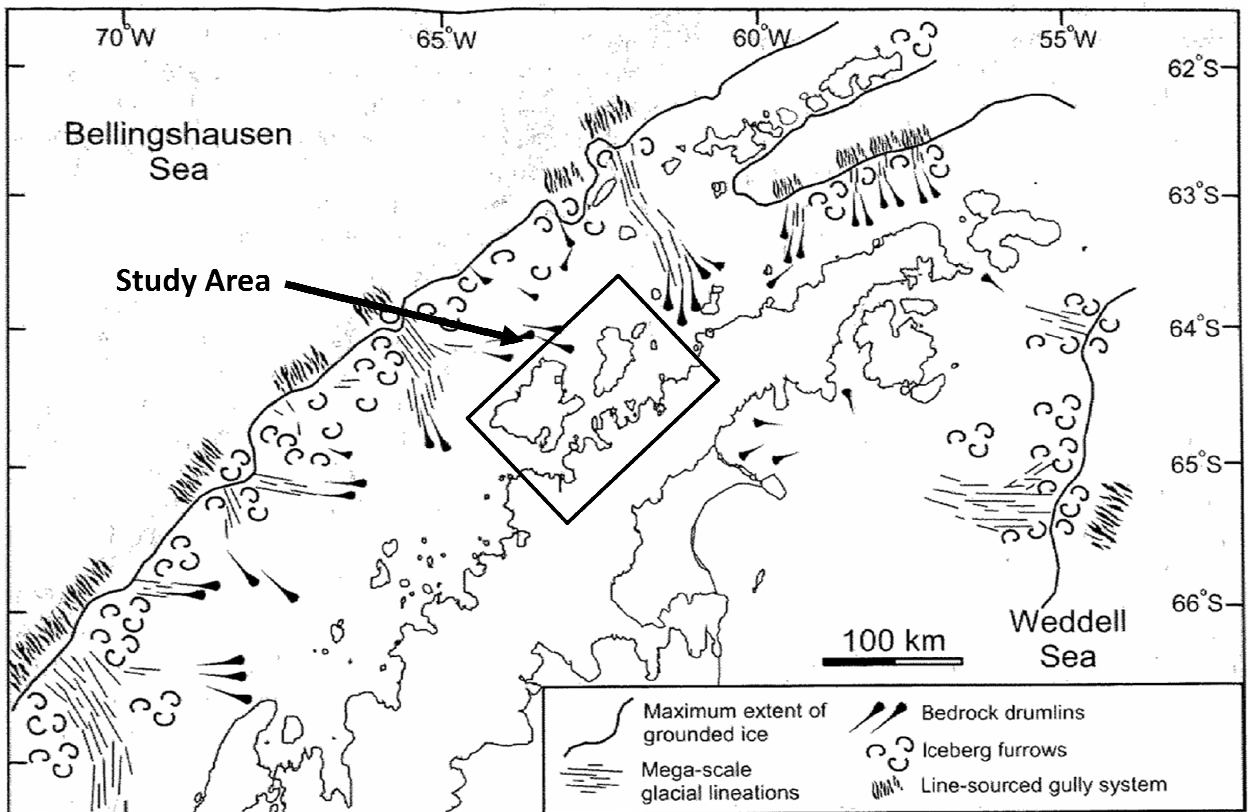 70°W
65°W
60°W
55°W
62°S
Bellingshausen
Sea
63°S
Study Area
64°S
65°S
66°S
Weddell
Sea
100 km
Maximum extent of
grounded ice
Mega-scale
glacial lineations
Bedrock drumlins
Iceberg furrows
Line-sourced gully system